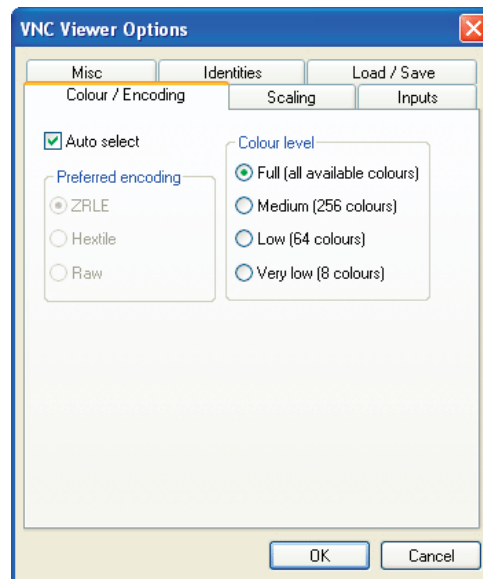 VNC Viewer Options
Misc
Identities
Load / Save
Colour / Encoding
Scaling
Inputs
Auto select
Preferred encoding
ZRLE
Hextile
Raw
Colour level
Full (all available colours)
Medium (256 colours)
Low (64 colours)
Very low (8 colours)
OK
Cancel